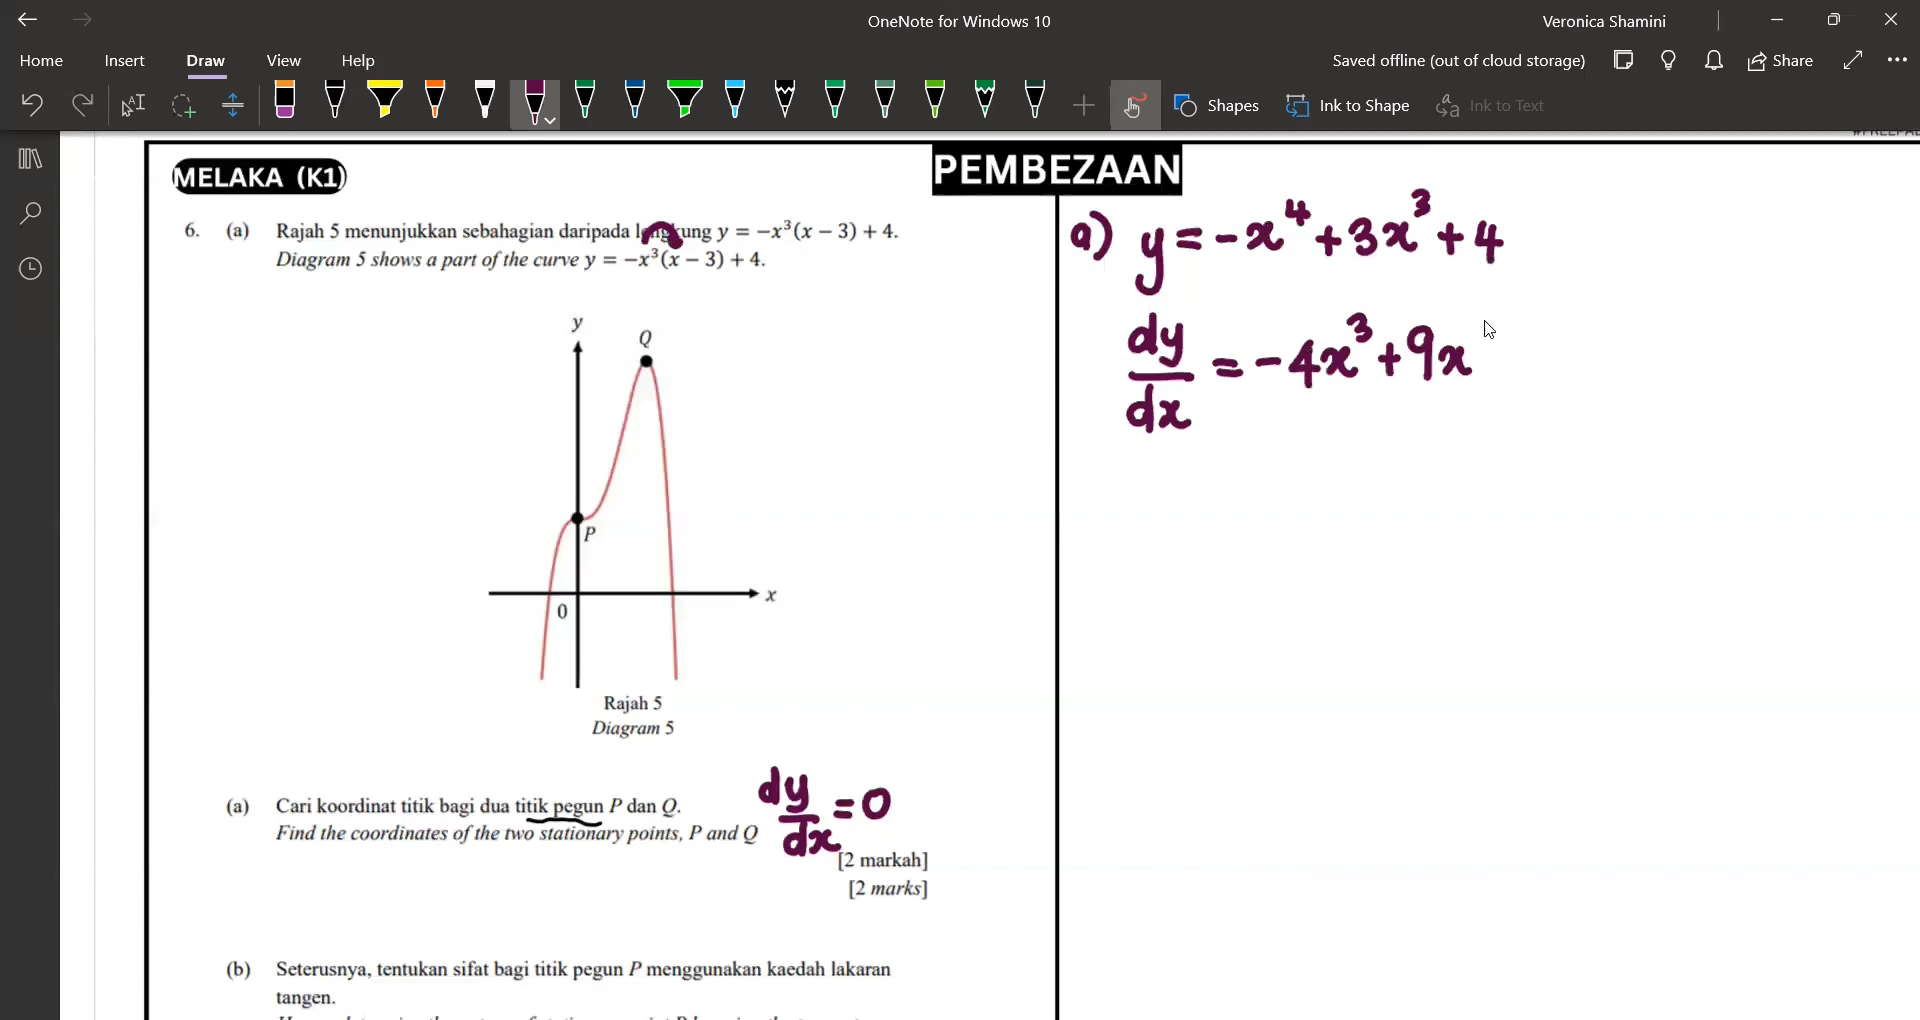 OneNote for Windows 10
Veronica Shamini
Home Insert Draw View Help
Saved offline (out of cloud storage) Share
Shapes Ink to Shape Ink to Text
MELAKA (K1)
PEMBEZAAN
6. (a) Rajah 5 menunjukkan sebahagian daripada lengkung y = −x³(x − 3) + 4.
Diagram 5 shows a part of the curve y = −x³(x − 3) + 4.
y
Q
P
0
x
Rajah 5
Diagram 5
(a) Cari koordinat titik bagi dua titik pegun P dan Q.
Find the coordinates of the two stationary points, P and Q
dy/dx = 0
[2 markah]
[2 marks]
(b) Seterusnya, tentukan sifat bagi titik pegun P menggunakan kaedah lakaran
tangen.
a) y = -x⁴ + 3x³ + 4
dy/dx = -4x³ + 9x